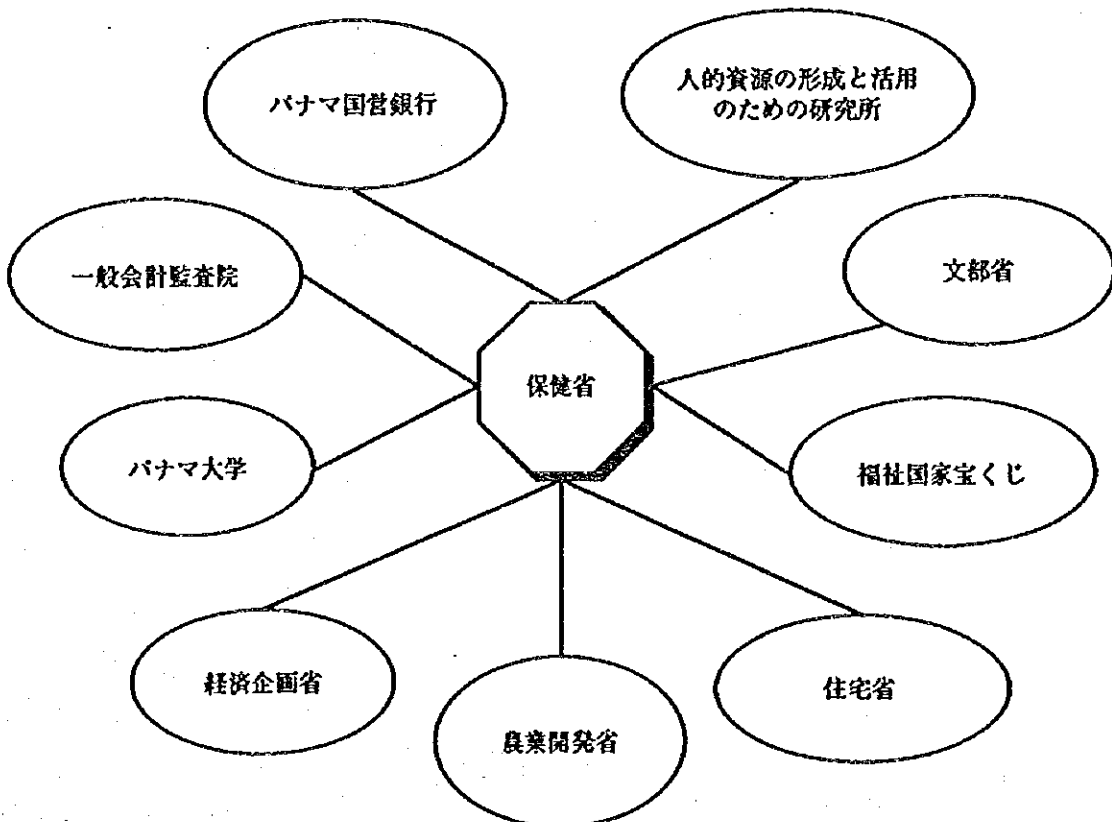 パナマ国営銀行
人的資源の形成と活用
のための研究所
一般会計監査院
文部省
保健省
パナマ大学
福祉国家宝くじ
経済企画省
農業開発省
住宅省